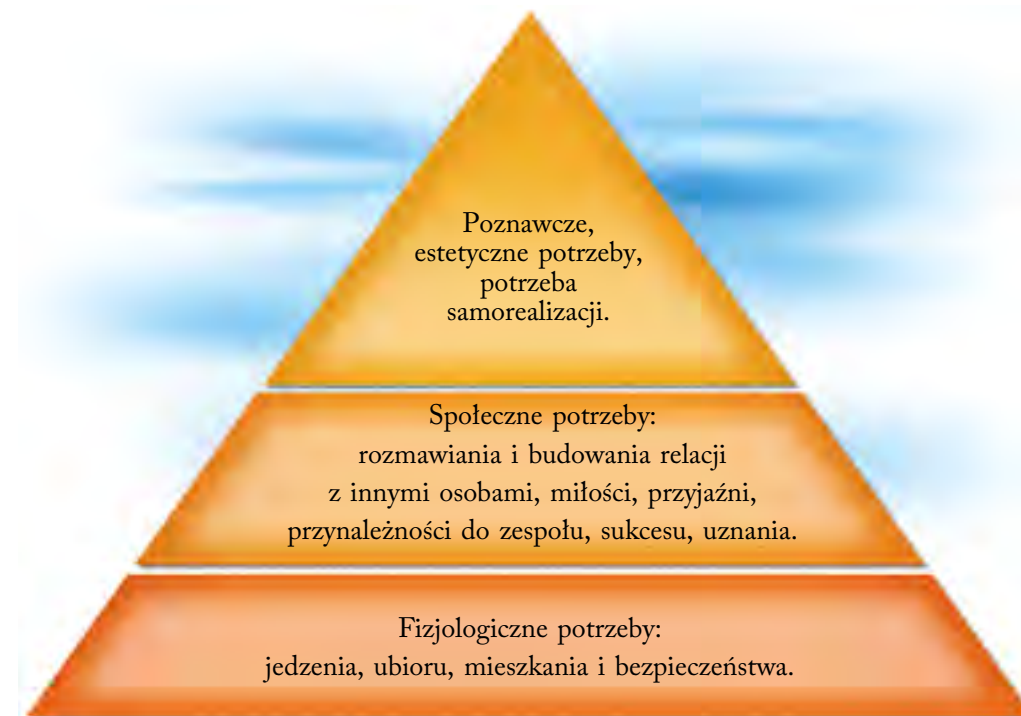 Poznawcze,
estetyczne potrzeby,
potrzeba
samorealizacji.
Społeczne potrzeby:
rozmawiania i budowania relacji
z innymi osobami, miłości, przyjaźni,
przynależności do zespołu, sukcesu, uznania.
Fizjologiczne potrzeby:
jedzenia, ubioru, mieszkania i bezpieczeństwa.